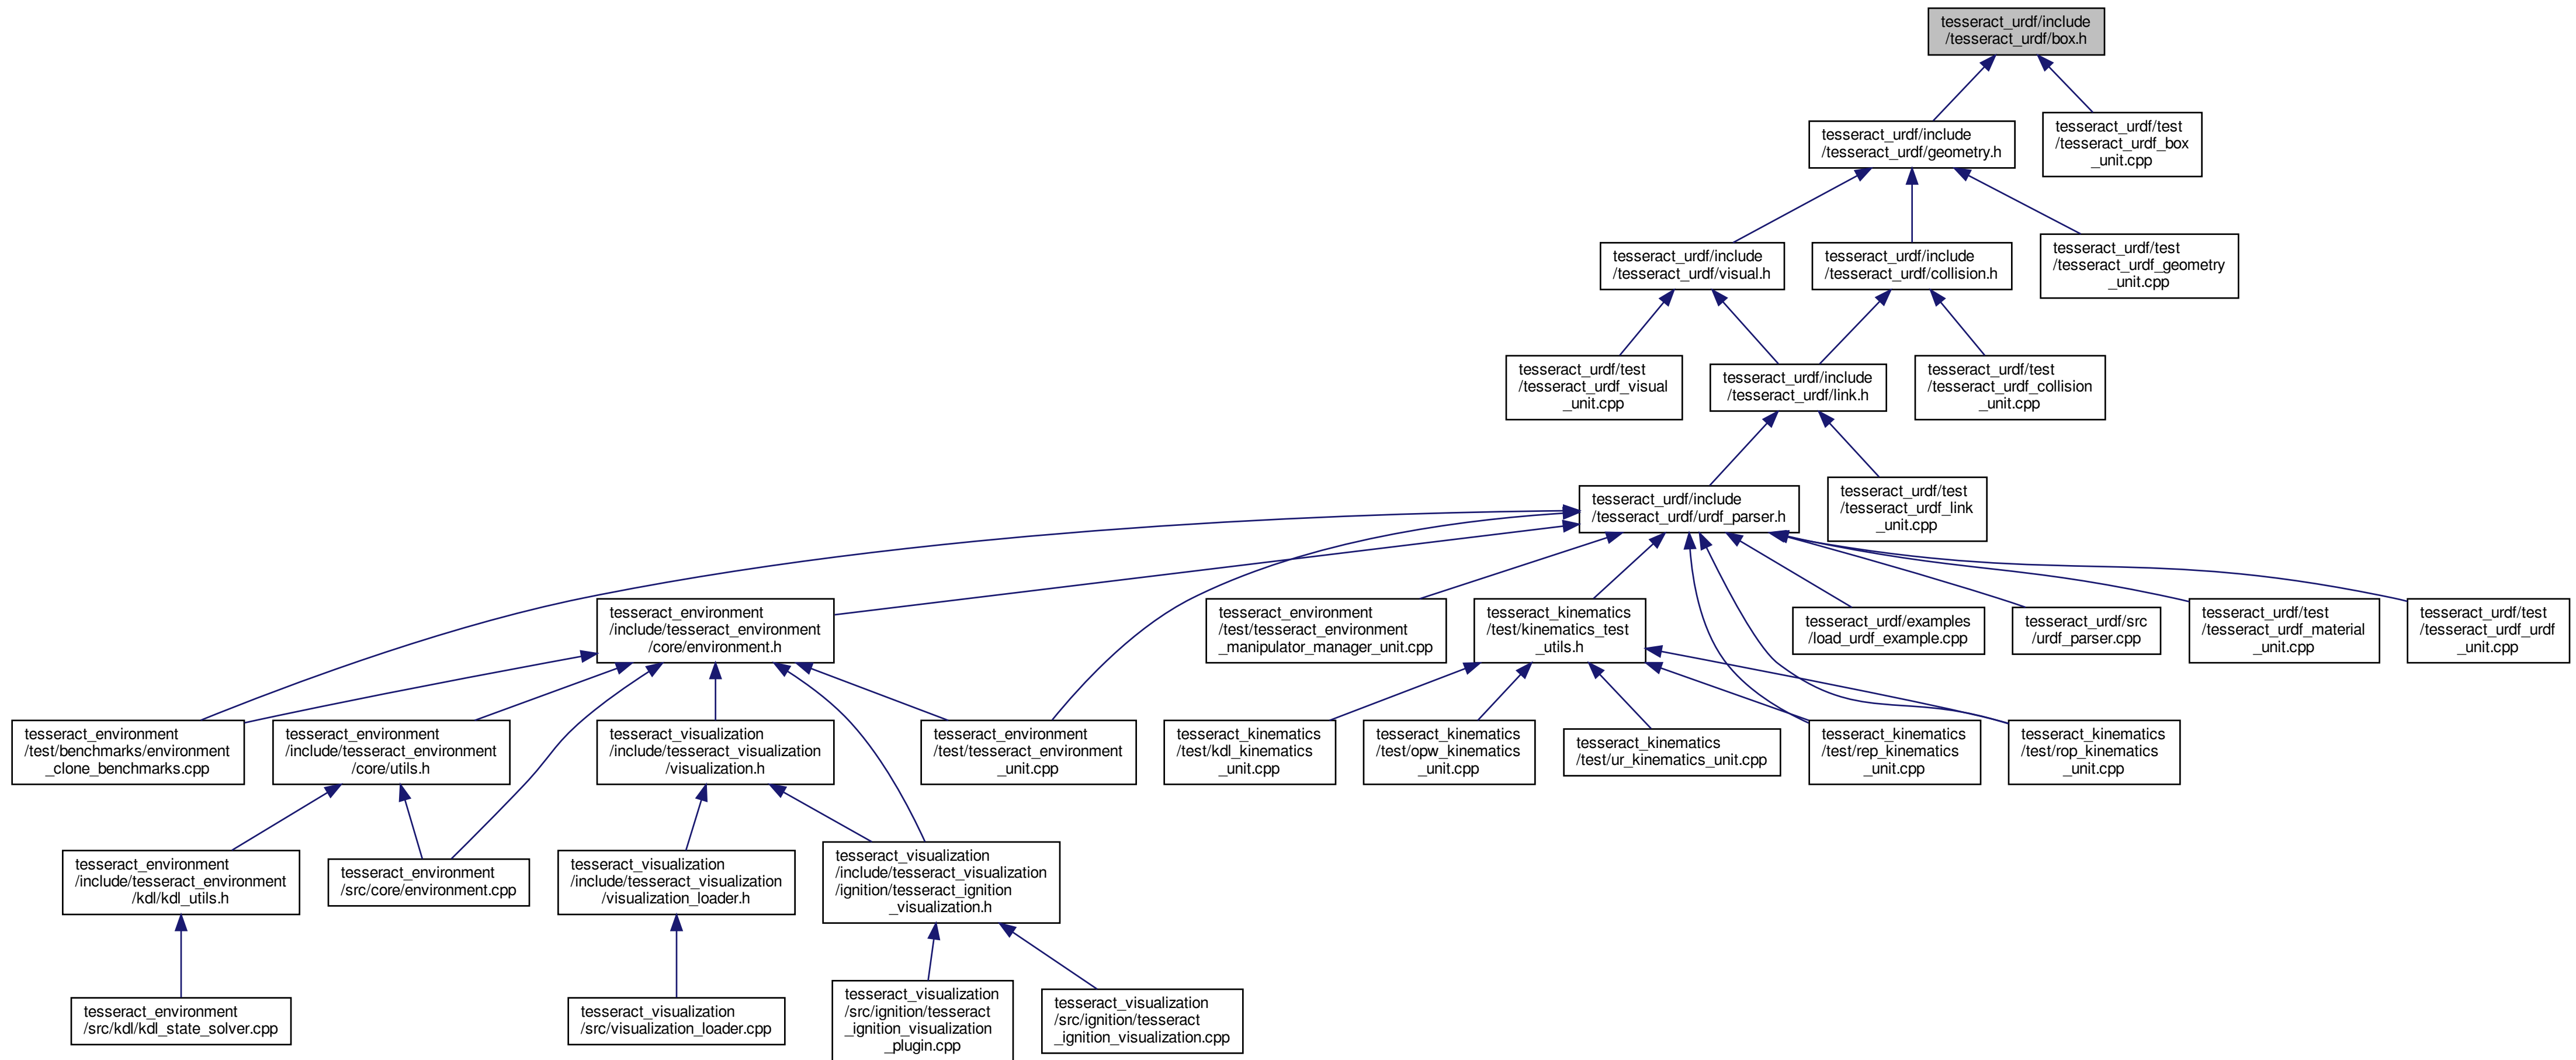 tesseract_urdf/include
/tesseract_urdf/box.h
tesseract_urdf/include
/tesseract_urdf/geometry.h
tesseract_urdf/test
/tesseract_urdf_box
_unit.cpp
tesseract_urdf/include
/tesseract_urdf/visual.h
tesseract_urdf/include
/tesseract_urdf/collision.h
tesseract_urdf/test
/tesseract_urdf_geometry
_unit.cpp
tesseract_urdf/test
/tesseract_urdf_visual
_unit.cpp
tesseract_urdf/include
/tesseract_urdf/link.h
tesseract_urdf/test
/tesseract_urdf_collision
_unit.cpp
tesseract_urdf/include
/tesseract_urdf/urdf_parser.h
tesseract_urdf/test
/tesseract_urdf_link
_unit.cpp
tesseract_environment
/include/tesseract_environment
/core/environment.h
tesseract_environment
/test/tesseract_environment
_manipulator_manager_unit.cpp
tesseract_kinematics
/test/kinematics_test
_utils.h
tesseract_urdf/examples
/load_urdf_example.cpp
tesseract_urdf/src
/urdf_parser.cpp
tesseract_urdf/test
/tesseract_urdf_material
_unit.cpp
tesseract_urdf/test
/tesseract_urdf_urdf
_unit.cpp
tesseract_environment
/test/benchmarks/environment
_clone_benchmarks.cpp
tesseract_environment
/include/tesseract_environment
/core/utils.h
tesseract_visualization
/include/tesseract_visualization
/visualization.h
tesseract_environment
/test/tesseract_environment
_unit.cpp
tesseract_kinematics
/test/kdl_kinematics
_unit.cpp
tesseract_kinematics
/test/opw_kinematics
_unit.cpp
tesseract_kinematics
/test/ur_kinematics_unit.cpp
tesseract_kinematics
/test/rep_kinematics
_unit.cpp
tesseract_kinematics
/test/rop_kinematics
_unit.cpp
tesseract_environment
/include/tesseract_environment
/kdl/kdl_utils.h
tesseract_environment
/src/core/environment.cpp
tesseract_visualization
/include/tesseract_visualization
/visualization_loader.h
tesseract_visualization
/include/tesseract_visualization
/ignition/tesseract_ignition
_visualization.h
tesseract_environment
/src/kdl/kdl_state_solver.cpp
tesseract_visualization
/src/visualization_loader.cpp
tesseract_visualization
/src/ignition/tesseract
_ignition_visualization
_plugin.cpp
tesseract_visualization
/src/ignition/tesseract
_ignition_visualization.cpp